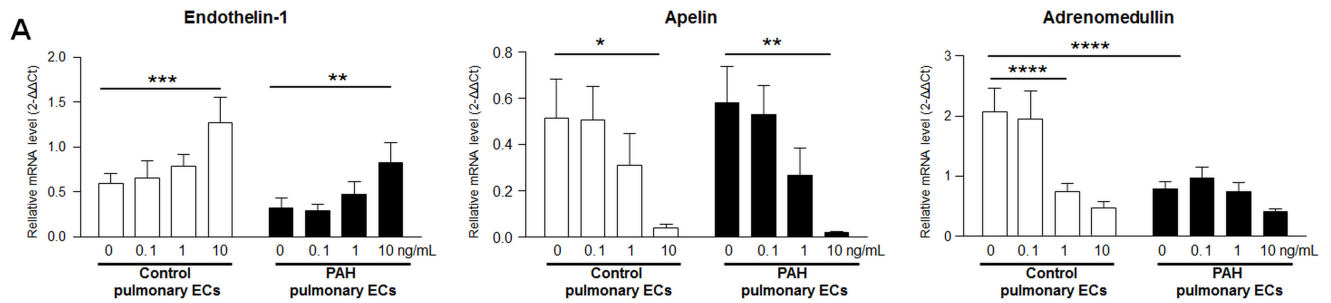 A
Endothelin-1
Rellative mRNA level (2-ΔΔCt)
2.0
1.5
1.0
0.5
0.0
***
**
0 0.1 1 10 0 0.1 1 10 ng/mL
Control PAH
pulmonary ECs pulmonary ECs
Apelin
Rellative mRNA level (2-ΔΔCt)
0.8
0.6
0.4
0.2
0.0
*
**
0 0.1 1 10 0 0.1 1 10 ng/mL
Control PAH
pulmonary ECs pulmonary ECs
Adrenomedullin
Rellative mRNA level (2-ΔΔCt)
3
2
1
0
****
****
0 0.1 1 10 0 0.1 1 10 ng/mL
Control PAH
pulmonary ECs pulmonary ECs